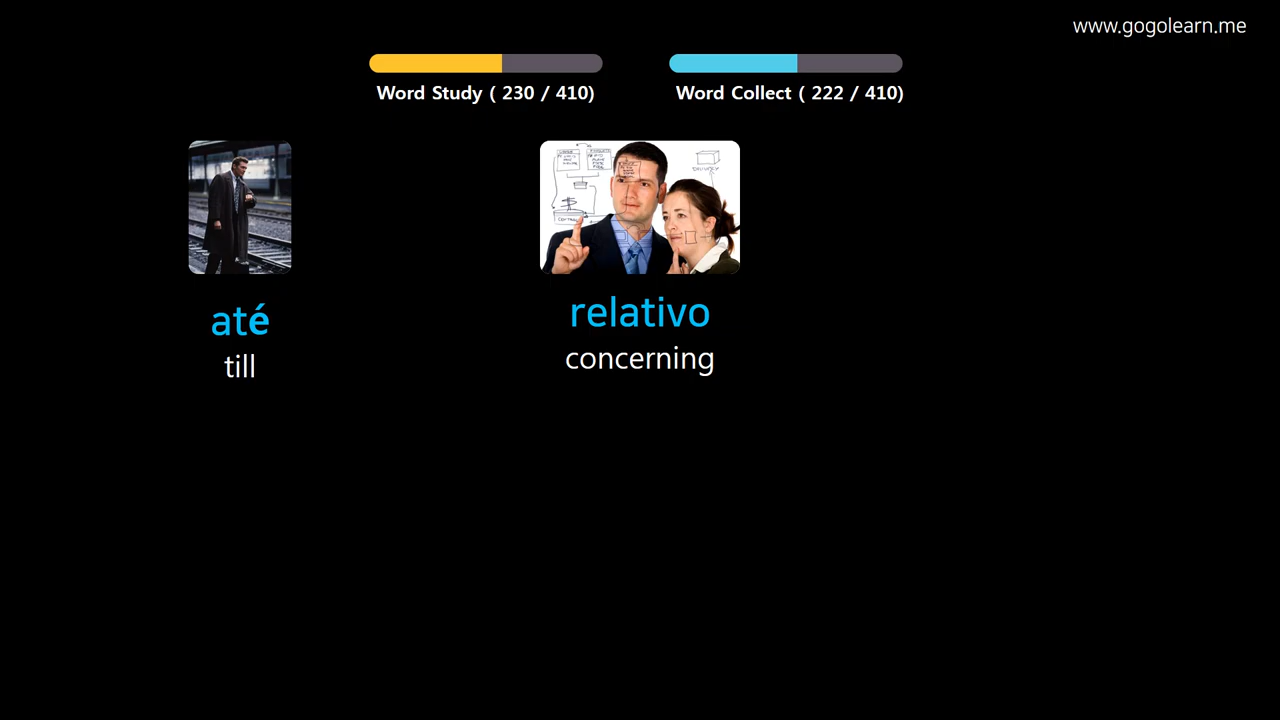 www.gogolearn.me
Word Study ( 230 / 410)
Word Collect ( 222 / 410)
até
till
relativo
concerning